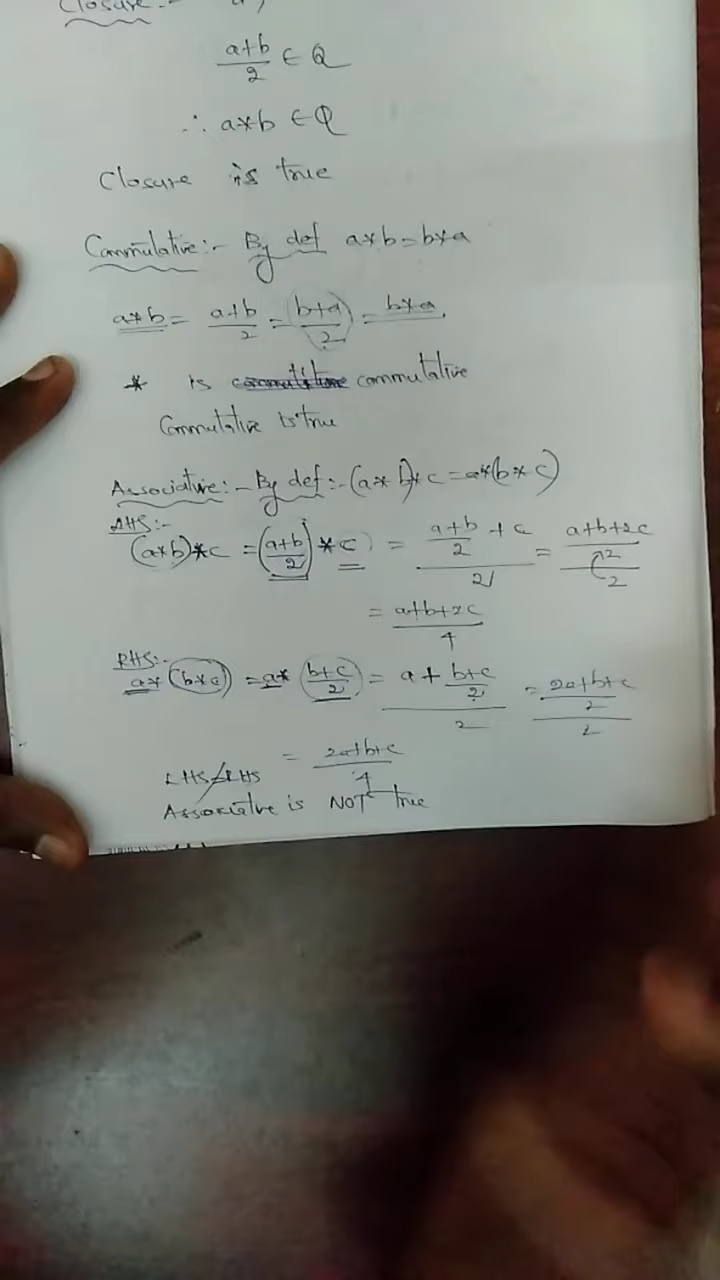 Closure :-
a+b/2 ∈ Q
∴ a*b ∈ Q
Closure is true
Commutative :- By def a*b=b*a
a*b = a+b/2 = (b+a/2) = b*a.
* is commutative
Commutative is true
Associative :- By def :- (a*b)*c=a*(b*c)
LHS:-
(a*b)*c = (a+b/2)*c = (a+b/2 + c)/2 = (a+b+2c/2)/2
= a+b+2c/4
RHS:-
a*(b*c) = a*(b+c/2) = (a + b+c/2)/2 = (2a+b+c/2)/2
= 2a+b+c/4
LHS≠RHS
Associatve is NOT true